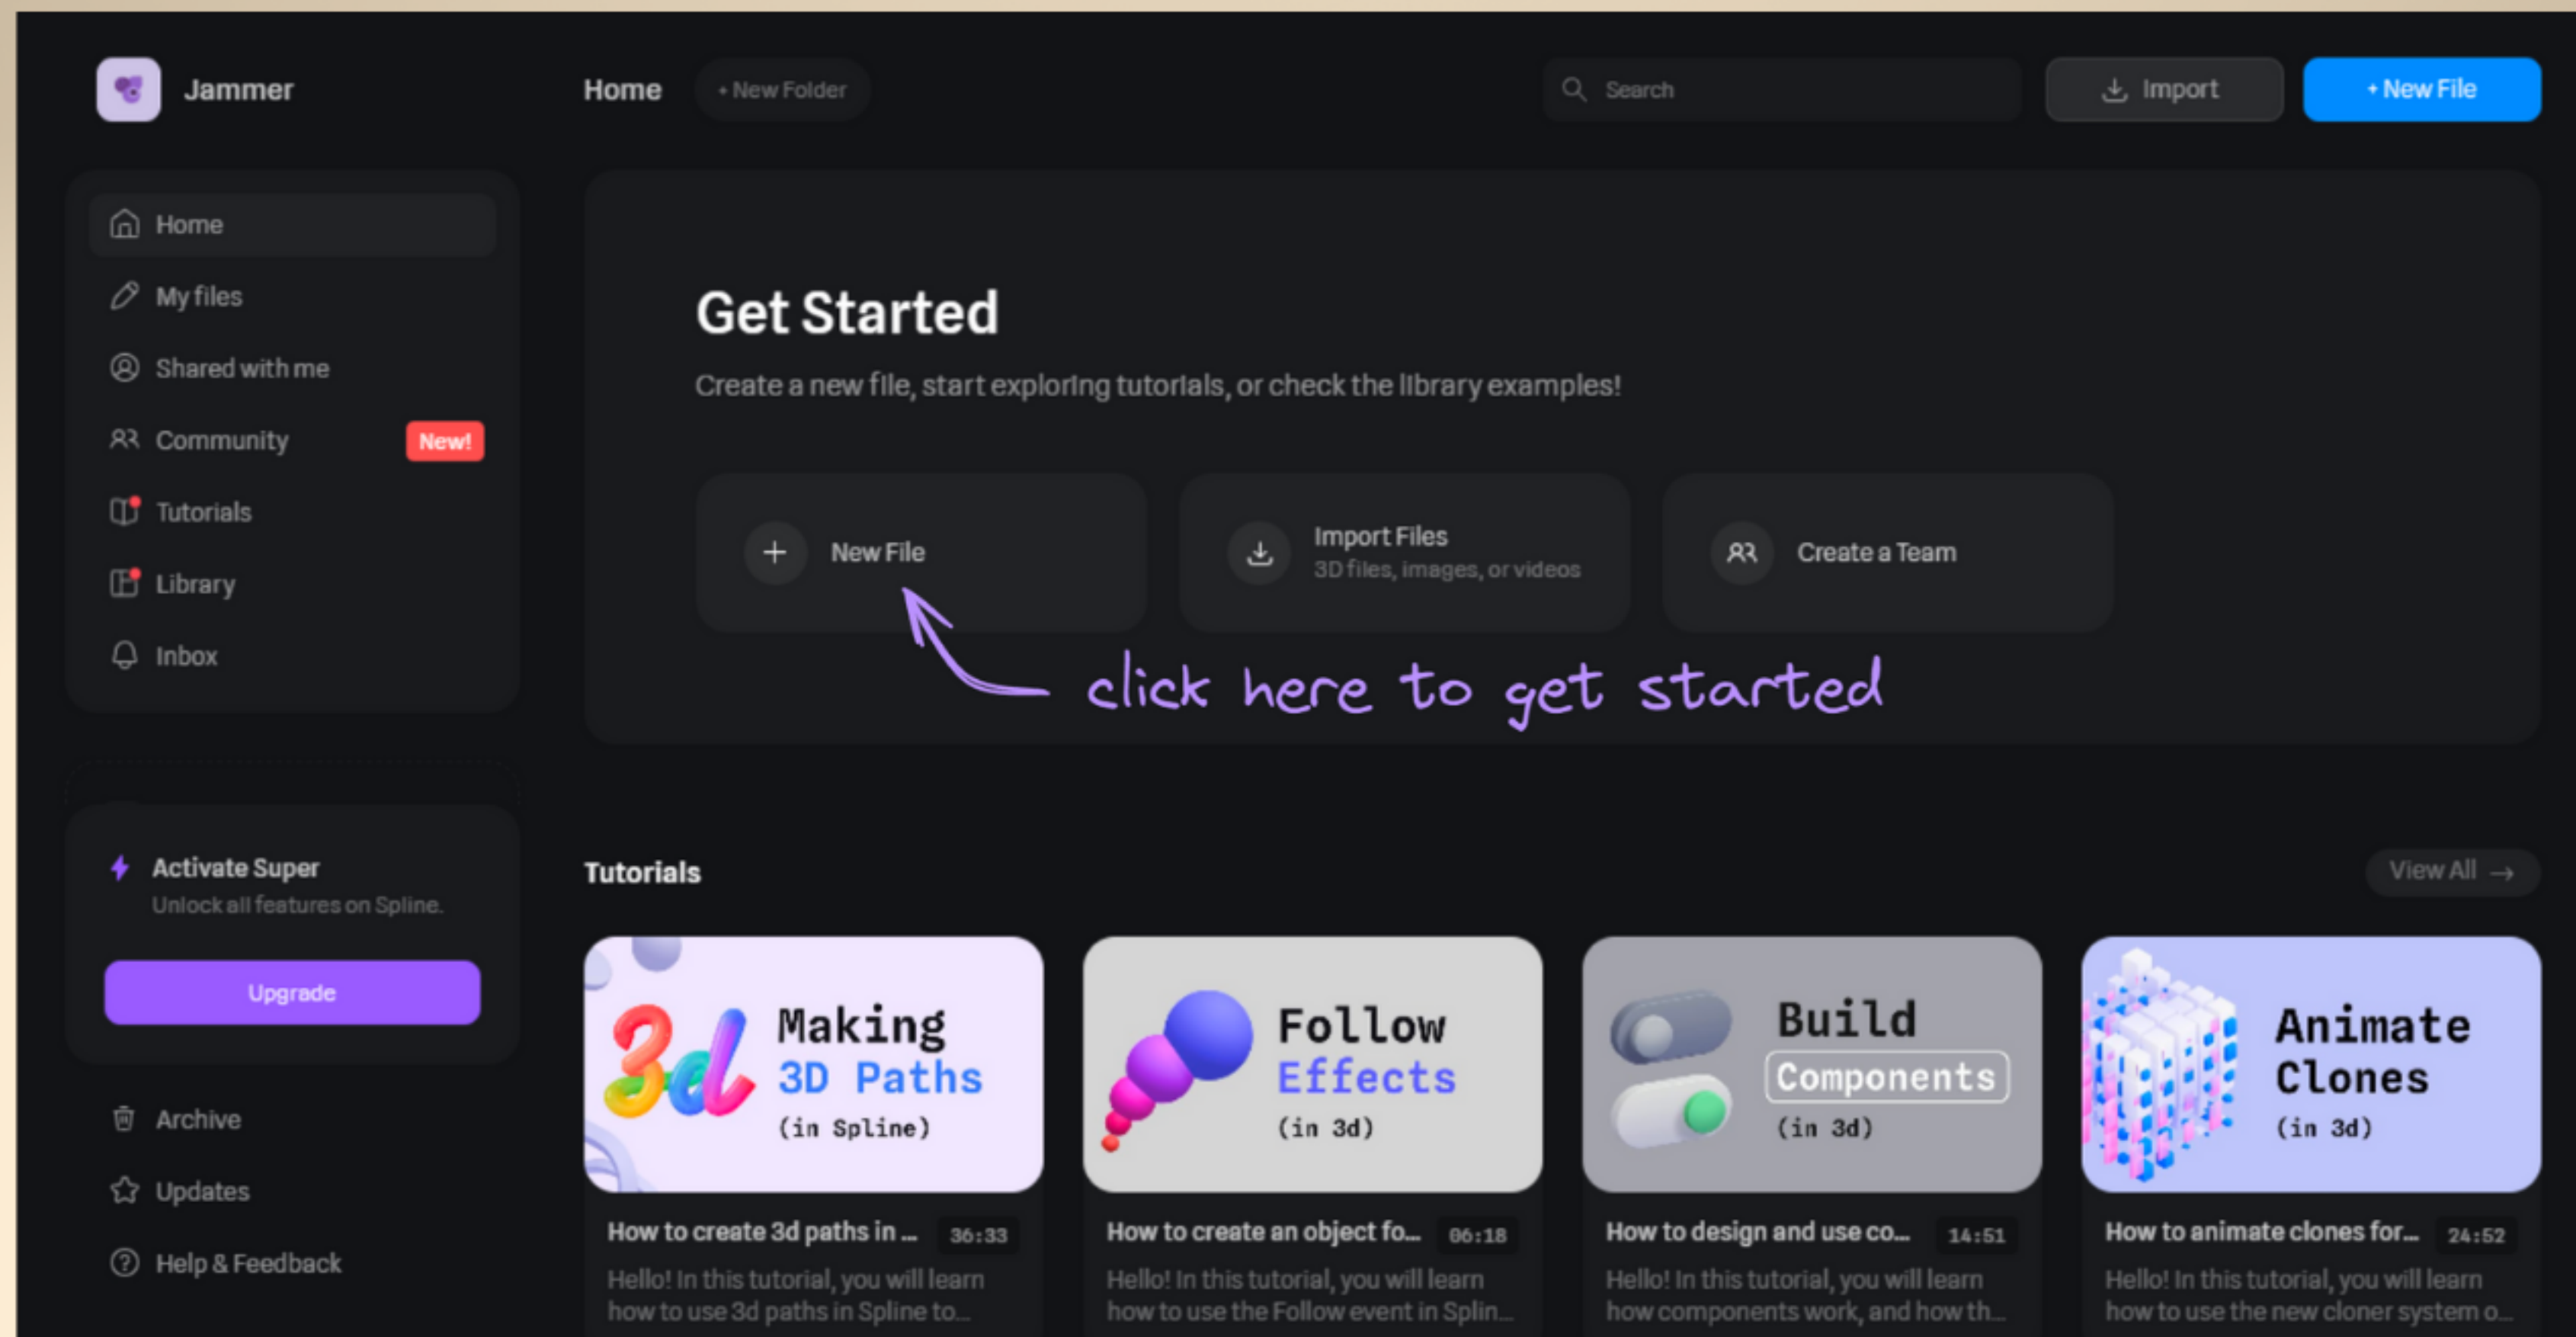 Jammer
Home
+ New Folder
Search
Import
+ New File
Home
My files
Shared with me
Community
New!
Tutorials
Library
Inbox
Activate Super
Unlock all features on Spline.
Upgrade
Archive
Updates
Help & Feedback
Get Started
Create a new file, start exploring tutorials, or check the library examples!
New File
Import Files
3D files, images, or videos
Create a Team
click here to get started
Tutorials
View All →
3d
Making
3D Paths
(in Spline)
How to create 3d paths in ...
36:33
Hello! In this tutorial, you will learn
how to use 3d paths in Spline to...
Follow
Effects
(in 3d)
How to create an object fo...
06:18
Hello! In this tutorial, you will learn
how to use the Follow event in Splin...
Build
Components
(in 3d)
How to design and use co...
14:51
Hello! In this tutorial, you will learn
how components work, and how th...
Animate
Clones
(in 3d)
How to animate clones for...
24:52
Hello! In this tutorial, you will learn
how to use the new cloner system o...